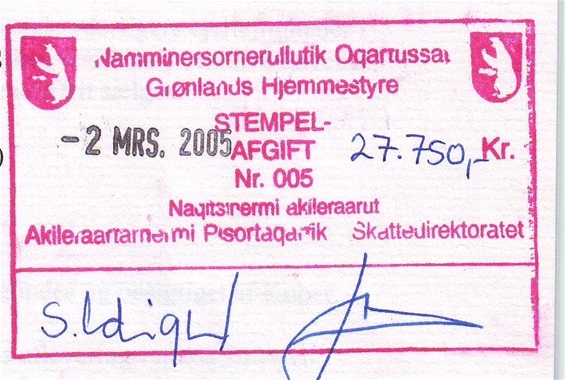 Namminersornerullutik Oqartussat
Grønlands Hjemmestyre
STEMPEL-
-2 MRS. 2005 AFGIFT 27.750,- Kr.
Nr. 005
Naqitsinermi akileraarut
Akileraartarnermi Pisortaqarfik Skattedirektoratet